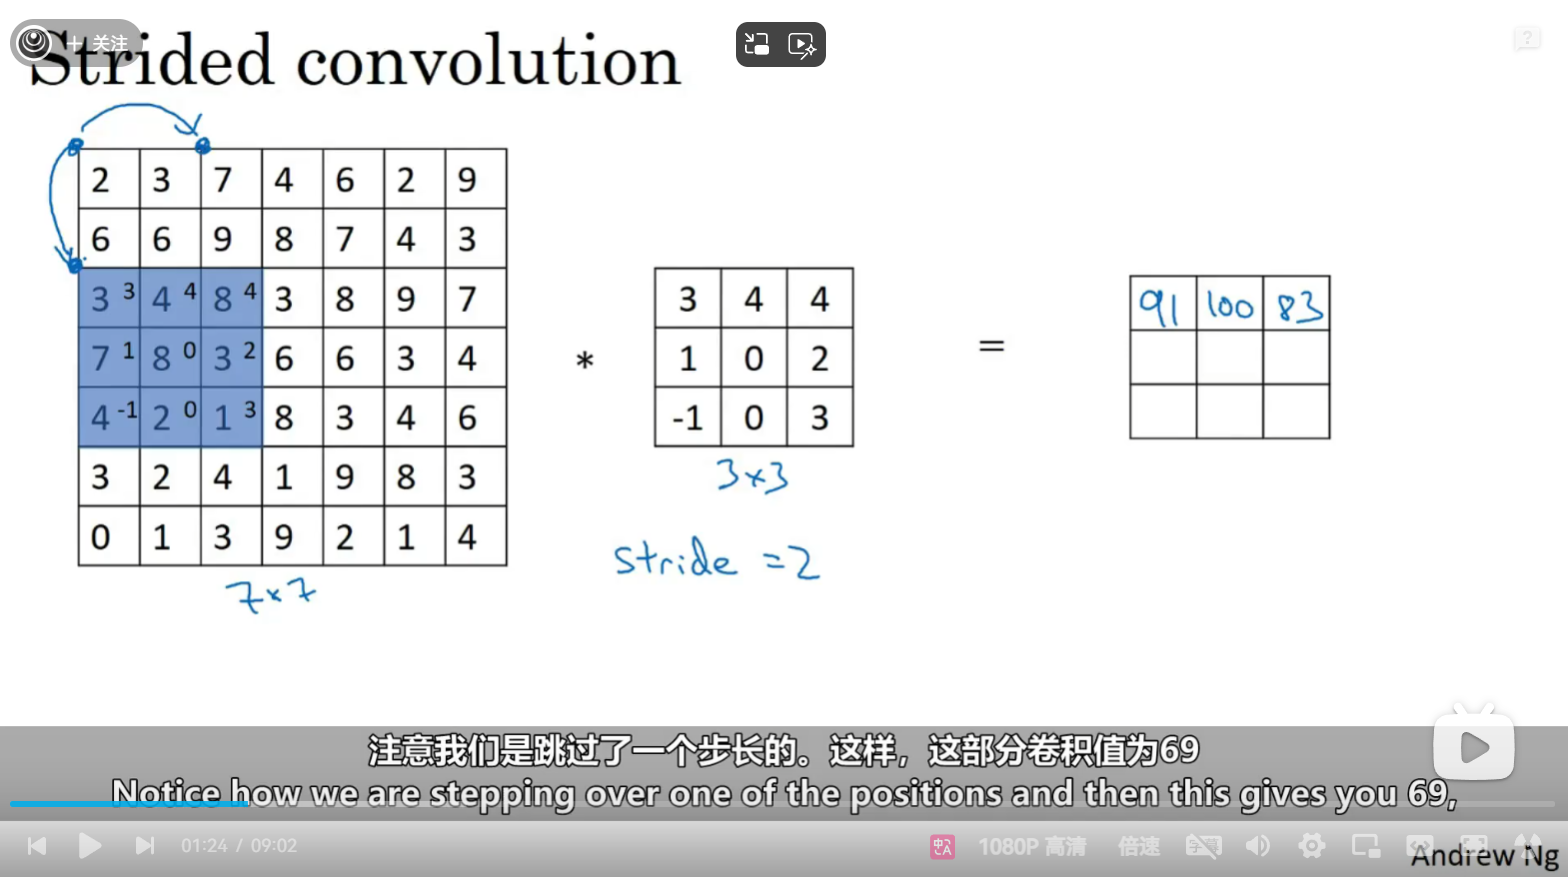 + 关注
Strided convolution
2 3 7 4 6 2 9
6 6 9 8 7 4 3
3 3 4 4 8 4 3 8 9 7
7 1 8 0 3 2 6 6 3 4
4 -1 2 0 1 3 8 3 4 6
3 2 4 1 9 8 3
0 1 3 9 2 1 4
7×7
*
3 4 4
1 0 2
-1 0 3
3×3
stride = 2
=
91 100 83
注意我们是跳过了一个步长的。这样，这部分卷积值为69
Notice how we are stepping over one of the positions and then this gives you 69,
01:24 / 09:02
中A
1080P 高清
倍速
字幕
Andrew Ng